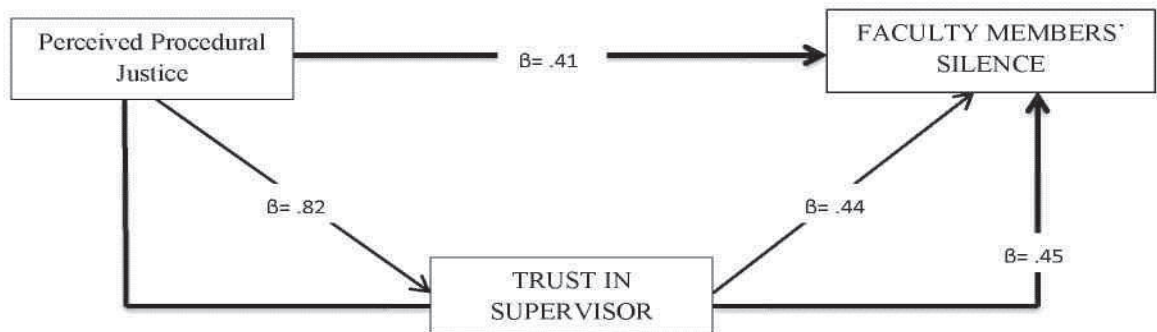 Perceived Procedural
Justice
FACULTY MEMBERS`
SILENCE
ß= .41
ß= .82
ß= .44
ß= .45
TRUST IN
SUPERVISOR